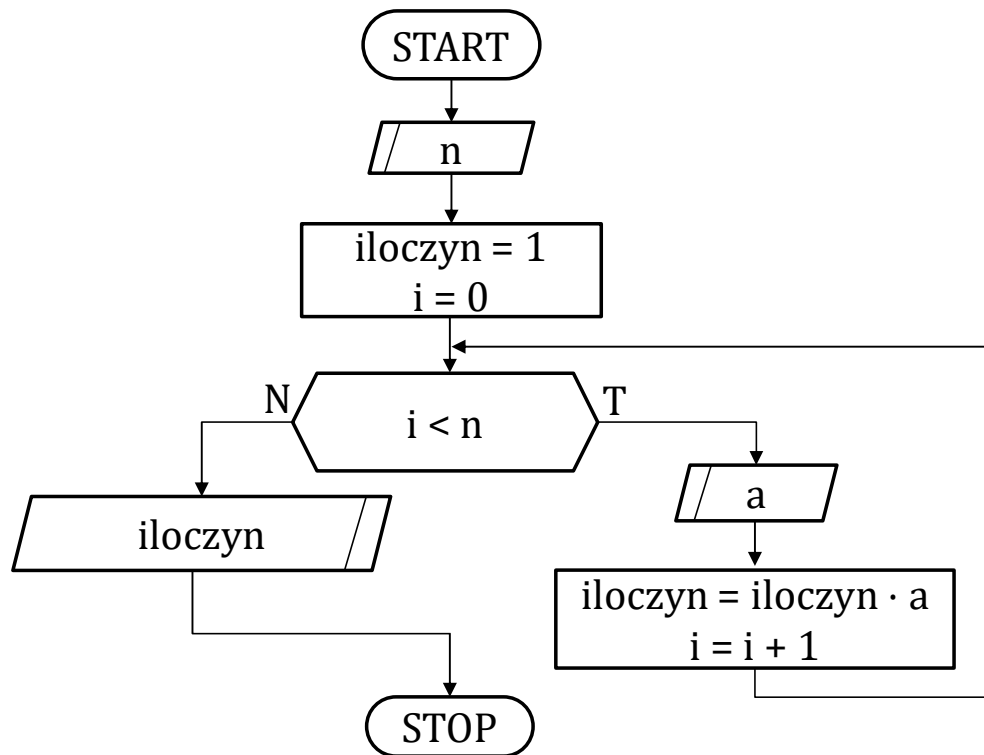 START
n
iloczyn = 1
i = 0
N
i < n
T
iloczyn
a
iloczyn = iloczyn · a
i = i + 1
STOP